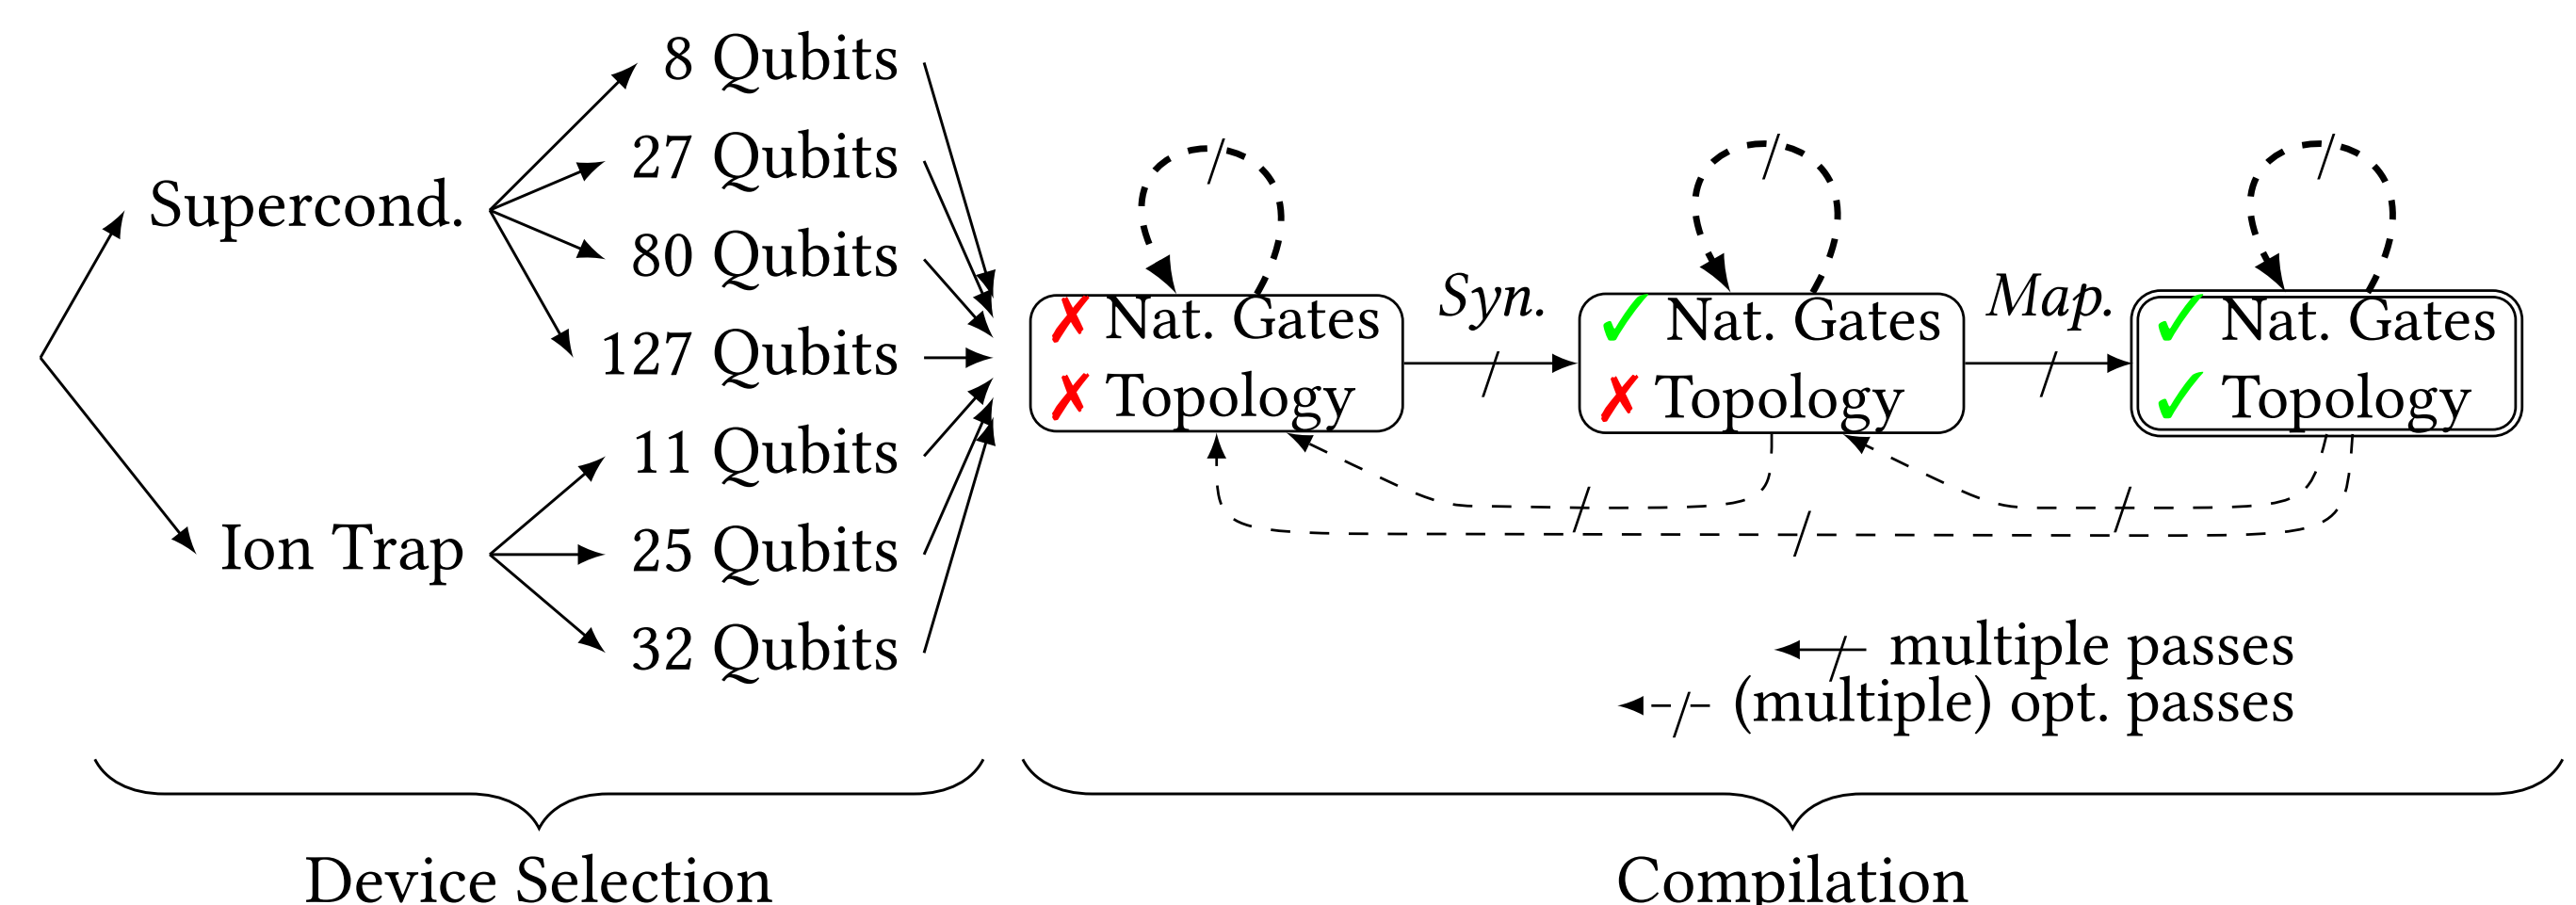 Supercond.
Ion Trap
8 Qubits
27 Qubits
80 Qubits
127 Qubits
11 Qubits
25 Qubits
32 Qubits
✗ Nat. Gates
✗ Topology
Syn.
✓ Nat. Gates
✗ Topology
Map.
✓ Nat. Gates
✓ Topology
multiple passes
(multiple) opt. passes
Device Selection
Compilation